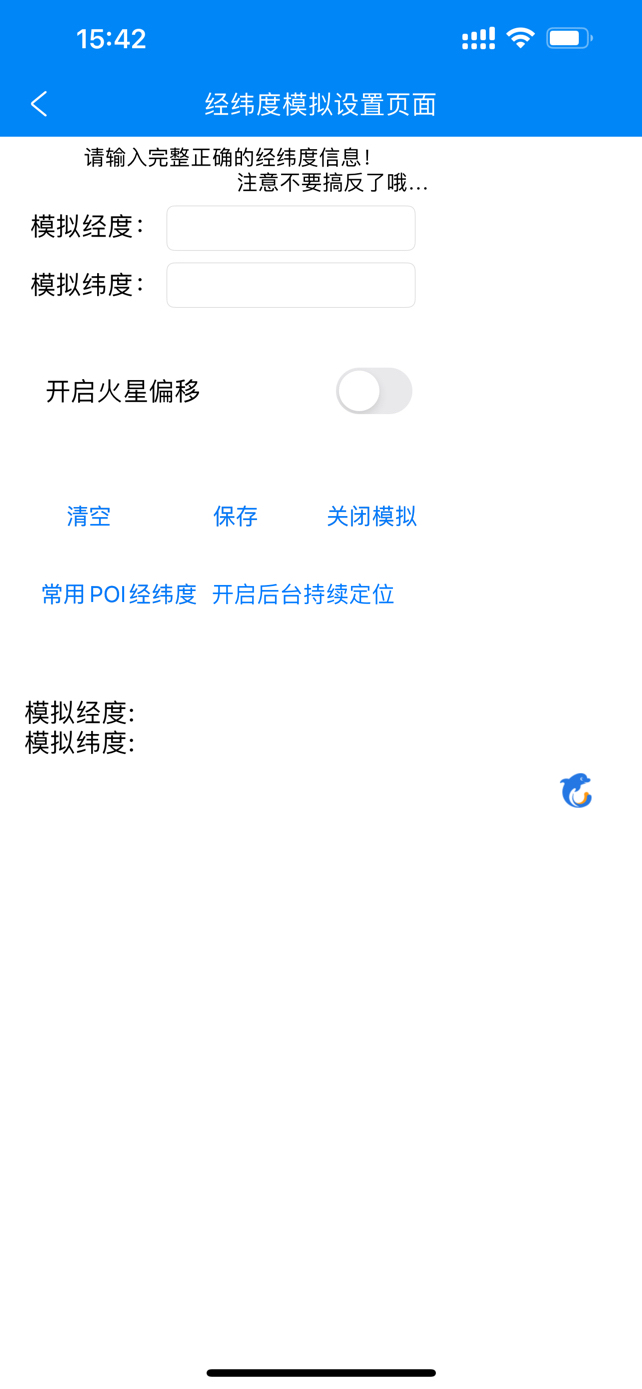 15:42
经纬度模拟设置页面
请输入完整正确的经纬度信息！
注意不要搞反了哦...
模拟经度：
模拟纬度：
开启火星偏移
清空 保存 关闭模拟
常用POI经纬度 开启后台持续定位
模拟经度:
模拟纬度: